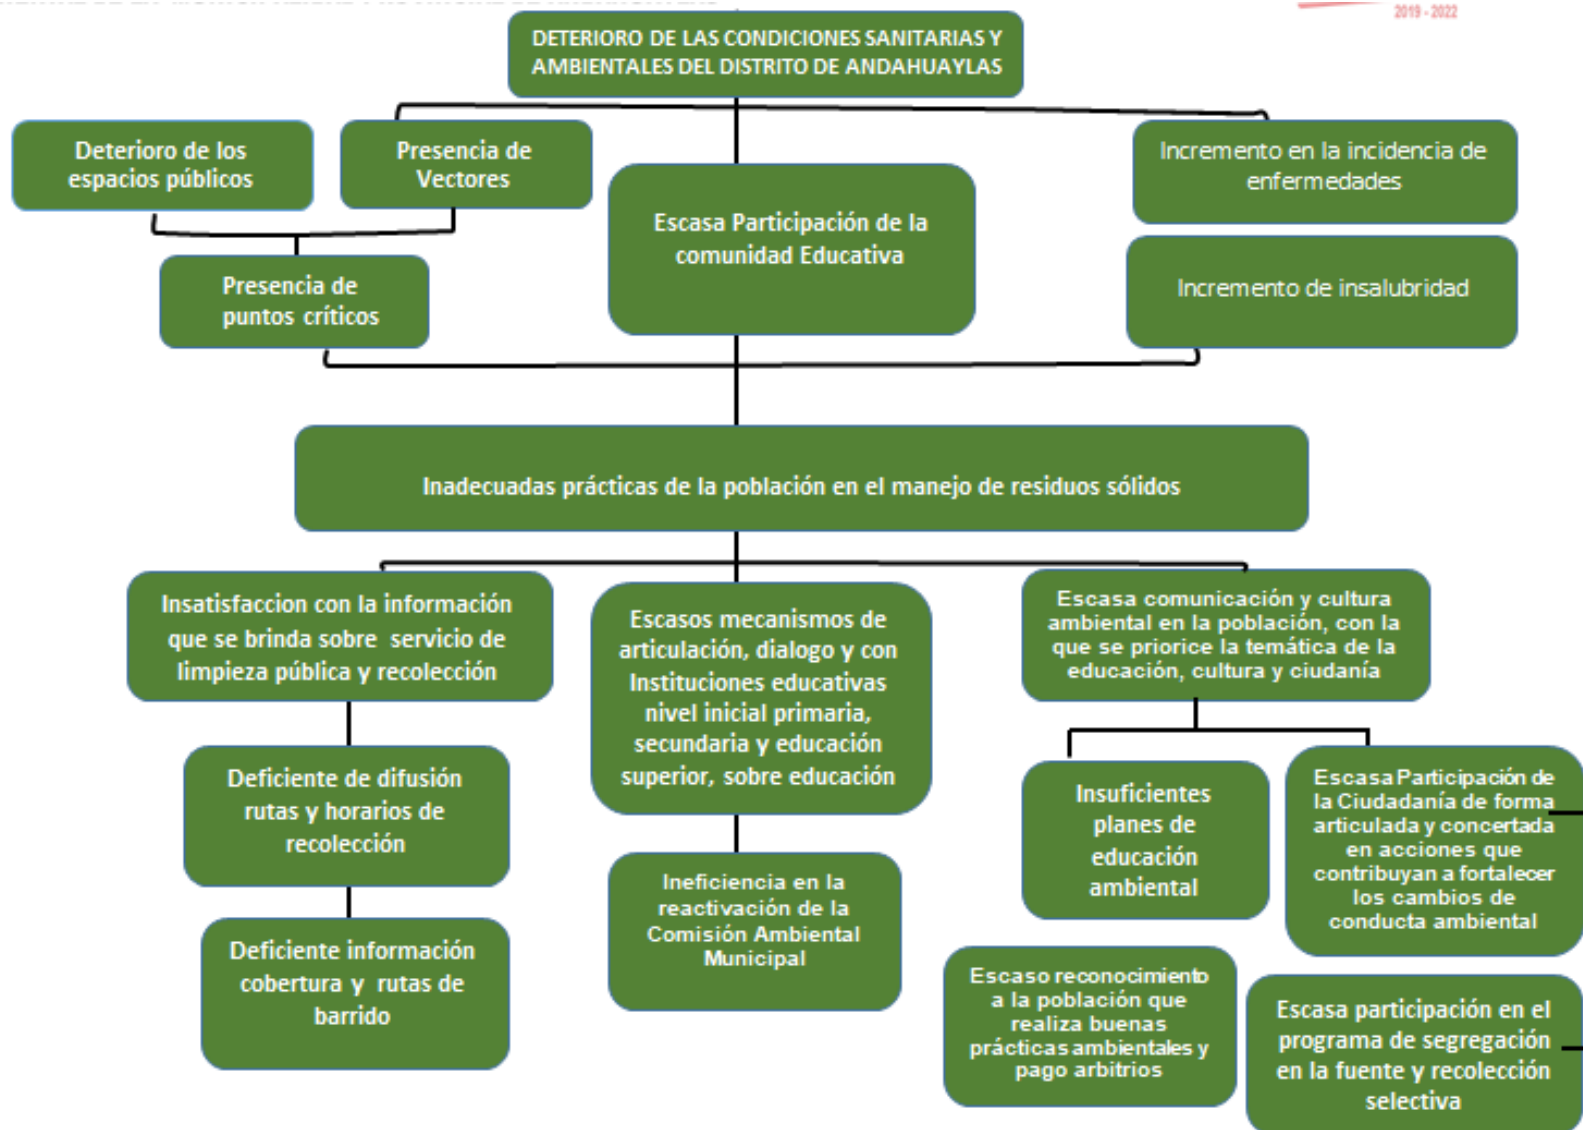 2019 - 2022
DETERIORO DE LAS CONDICIONES SANITARIAS Y
AMBIENTALES DEL DISTRITO DE ANDAHUAYLAS
Deterioro de los
espacios públicos
Presencia de
Vectores
Escasa Participación de la
comunidad Educativa
Incremento en la incidencia de
enfermedades
Presencia de
puntos críticos
Incremento de insalubridad
Inadecuadas prácticas de la población en el manejo de residuos sólidos
Insatisfaccion con la información
que se brinda sobre servicio de
limpieza pública y recolección
Escasos mecanismos de
articulación, dialogo y con
Instituciones educativas
nivel inicial primaria,
secundaria y educación
superior, sobre educación
Escasa comunicación y cultura
ambiental en la población, con la
que se priorice la temática de la
educación, cultura y ciudanía
Deficiente de difusión
rutas y horarios de
recolección
Deficiente información
cobertura y rutas de
barrido
Ineficiencia en la
reactivación de la
Comisión Ambiental
Municipal
Insuficientes
planes de
educación
ambiental
Escasa Participación de
la Ciudadanía de forma
articulada y concertada
en acciones que
contribuyan a fortalecer
los cambios de
conducta ambiental
Escaso reconocimiento
a la población que
realiza buenas
prácticas ambientales y
pago arbitrios
Escasa participación en el
programa de segregación
en la fuente y recolección
selectiva